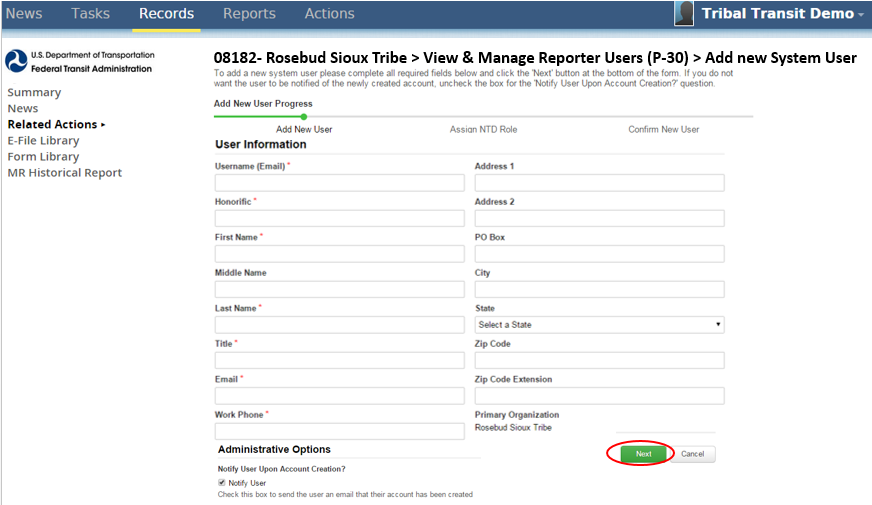 News Tasks Records Reports Actions Tribal Transit Demo
U.S. Department of Transportation
Federal Transit Administration
Summary
News
Related Actions
E-File Library
Form Library
MR Historical Report
08182- Rosebud Sioux Tribe > View & Manage Reporter Users (P-30) > Add new System User
To add a new system user please complete all required fields below and click the 'Next' button at the bottom of the form. If you do not
want the user to be notified of the newly created account, uncheck the box for the 'Notify User Upon Account Creation?' question.
Add New User Progress
Add New User Assign NTD Role Confirm New User
User Information
Username (Email) * Address 1
Honorific * Address 2
First Name * PO Box
Middle Name City
Last Name * State
Select a State
Title * Zip Code
Email * Zip Code Extension
Work Phone * Primary Organization
Rosebud Sioux Tribe
Administrative Options
Next Cancel
Notify User Upon Account Creation?
Notify User
Check this box to send the user an email that their account has been created